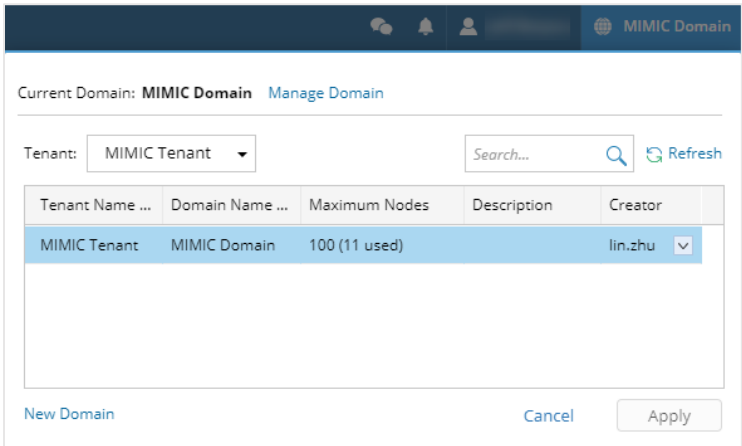 MIMIC Domain
Current Domain: MIMIC Domain Manage Domain
Tenant: MIMIC Tenant Search... Refresh
Tenant Name ... Domain Name ... Maximum Nodes Description Creator
MIMIC Tenant MIMIC Domain 100 (11 used) lin.zhu
New Domain Cancel Apply